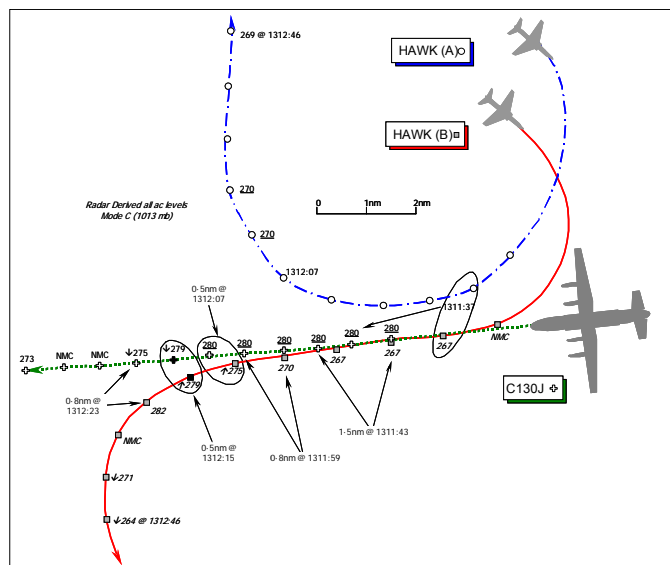 269 @ 1312:46
HAWK (A)
HAWK (B)
270
Radar Derived all ac levels
Mode C (1013 mb)
0
1nm
2nm
270
1312:07
0·5nm @
1312:07
1311:37
280
280
280
280
280
280
NMC
↓279
↓275
NMC
NMC
273
267
267
267
270
↑275
↑279
282
C130J
0·8nm @
1312:23
1·5nm @ 1311:43
0·8nm @ 1311:59
0·5nm @
1312:15
NMC
↓271
↓264 @ 1312:46